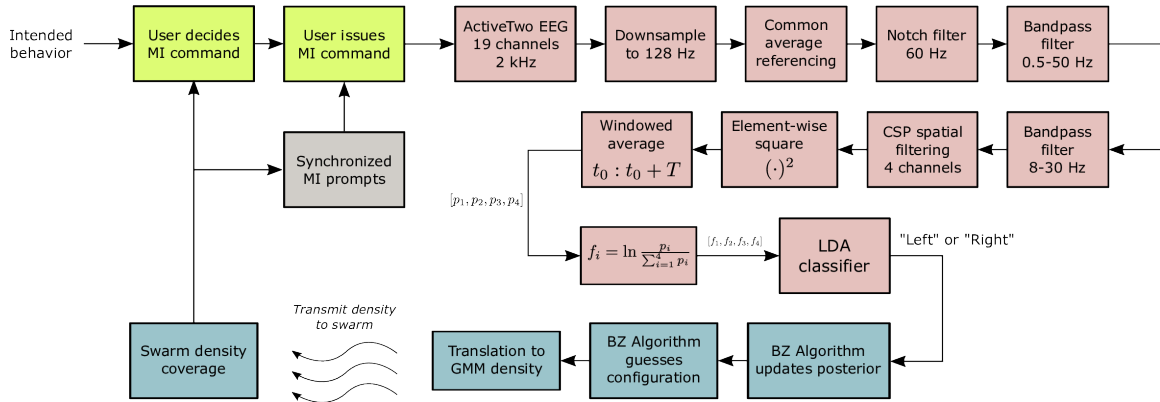 Intended
behavior
User decides
MI command
User issues
MI command
ActiveTwo EEG
19 channels
2 kHz
Downsample
to 128 Hz
Common
average
referencing
Notch filter
60 Hz
Bandpass
filter
0.5-50 Hz
Synchronized
MI prompts
Windowed
average
t₀ : t₀ + T
Element-wise
square
(·)²
CSP spatial
filtering
4 channels
Bandpass
filter
8-30 Hz
[p₁, p₂, p₃, p₄]
fᵢ = ln pᵢ / ∑⁴ᵢ₌₁ pᵢ
[f₁, f₂, f₃, f₄]
LDA
classifier
"Left" or "Right"
Transmit density
to swarm
Swarm density
coverage
Translation to
GMM density
BZ Algorithm
guesses
configuration
BZ Algorithm
updates posterior